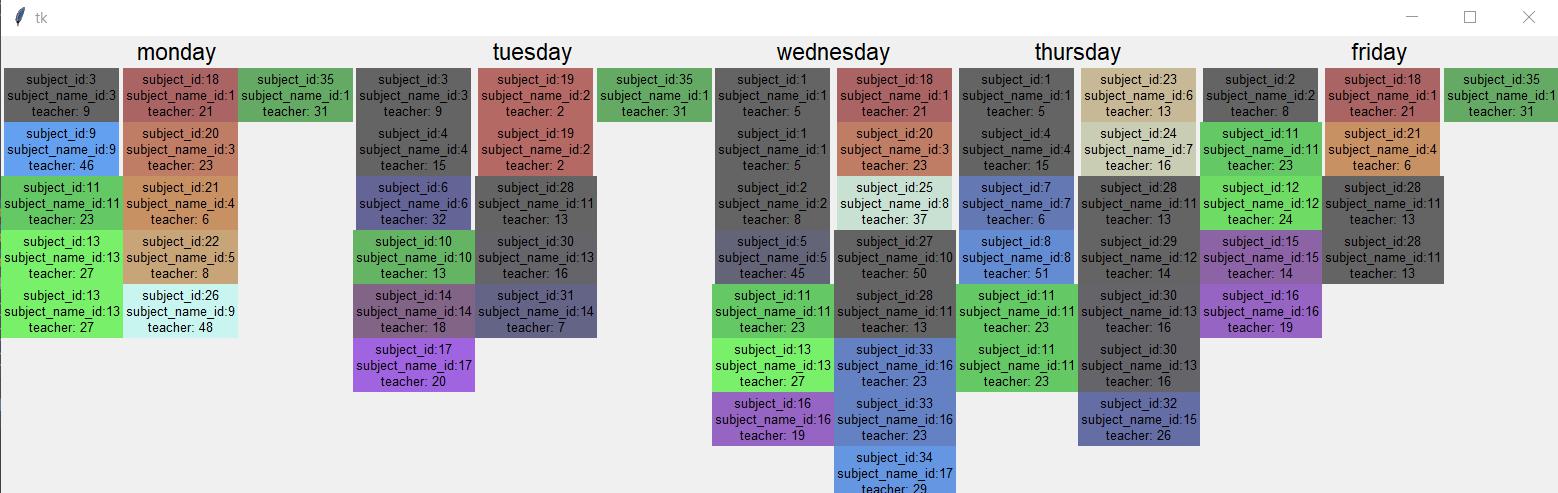 tk
monday
tuesday
wednesday
thursday
friday
subject_id:3
subject_name_id:3
teacher: 9
subject_id:9
subject_name_id:9
teacher: 46
subject_id:11
subject_name_id:11
teacher: 23
subject_id:13
subject_name_id:13
teacher: 27
subject_id:13
subject_name_id:13
teacher: 27
subject_id:18
subject_name_id:1
teacher: 21
subject_id:20
subject_name_id:3
teacher: 23
subject_id:21
subject_name_id:4
teacher: 6
subject_id:22
subject_name_id:5
teacher: 8
subject_id:26
subject_name_id:9
teacher: 48
subject_id:35
subject_name_id:1
teacher: 31
subject_id:3
subject_name_id:3
teacher: 9
subject_id:4
subject_name_id:4
teacher: 15
subject_id:6
subject_name_id:6
teacher: 32
subject_id:10
subject_name_id:10
teacher: 13
subject_id:14
subject_name_id:14
teacher: 18
subject_id:17
subject_name_id:17
teacher: 20
subject_id:19
subject_name_id:2
teacher: 2
subject_id:19
subject_name_id:2
teacher: 2
subject_id:28
subject_name_id:11
teacher: 13
subject_id:30
subject_name_id:13
teacher: 16
subject_id:31
subject_name_id:14
teacher: 7
subject_id:35
subject_name_id:1
teacher: 31
subject_id:1
subject_name_id:1
teacher: 5
subject_id:1
subject_name_id:1
teacher: 5
subject_id:2
subject_name_id:2
teacher: 8
subject_id:5
subject_name_id:5
teacher: 45
subject_id:11
subject_name_id:11
teacher: 23
subject_id:13
subject_name_id:13
teacher: 27
subject_id:16
subject_name_id:16
teacher: 19
subject_id:18
subject_name_id:1
teacher: 21
subject_id:20
subject_name_id:3
teacher: 23
subject_id:25
subject_name_id:8
teacher: 37
subject_id:27
subject_name_id:10
teacher: 50
subject_id:28
subject_name_id:11
teacher: 13
subject_id:33
subject_name_id:16
teacher: 23
subject_id:33
subject_name_id:16
teacher: 23
subject_id:34
subject_name_id:17
teacher: 29
subject_id:1
subject_name_id:1
teacher: 5
subject_id:4
subject_name_id:4
teacher: 15
subject_id:7
subject_name_id:7
teacher: 6
subject_id:8
subject_name_id:8
teacher: 51
subject_id:11
subject_name_id:11
teacher: 23
subject_id:11
subject_name_id:11
teacher: 23
subject_id:23
subject_name_id:6
teacher: 13
subject_id:24
subject_name_id:7
teacher: 16
subject_id:28
subject_name_id:11
teacher: 13
subject_id:29
subject_name_id:12
teacher: 14
subject_id:30
subject_name_id:13
teacher: 16
subject_id:30
subject_name_id:13
teacher: 16
subject_id:32
subject_name_id:15
teacher: 26
subject_id:2
subject_name_id:2
teacher: 8
subject_id:11
subject_name_id:11
teacher: 23
subject_id:12
subject_name_id:12
teacher: 24
subject_id:15
subject_name_id:15
teacher: 14
subject_id:16
subject_name_id:16
teacher: 19
subject_id:18
subject_name_id:1
teacher: 21
subject_id:21
subject_name_id:4
teacher: 6
subject_id:28
subject_name_id:11
teacher: 13
subject_id:28
subject_name_id:11
teacher: 13
subject_id:35
subject_name_id:1
teacher: 31